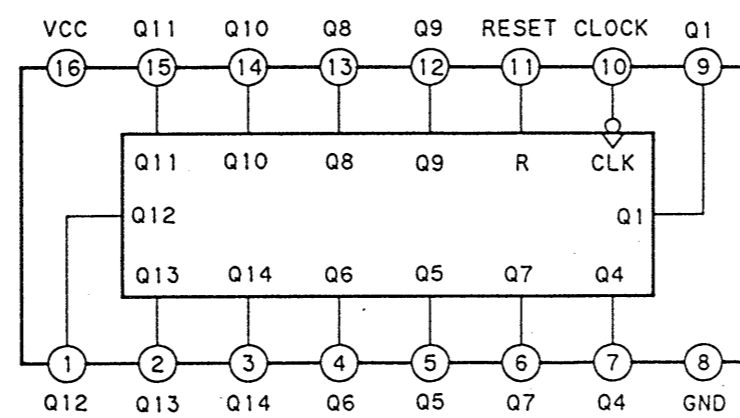 VCC Q11 Q10 Q8 Q9 RESET CLOCK Q1
16 15 14 13 12 11 10 9
Q11 Q10 Q8 Q9 R CLK
Q12 Q1
Q13 Q14 Q6 Q5 Q7 Q4
1 2 3 4 5 6 7 8
Q12 Q13 Q14 Q6 Q5 Q7 Q4 GND